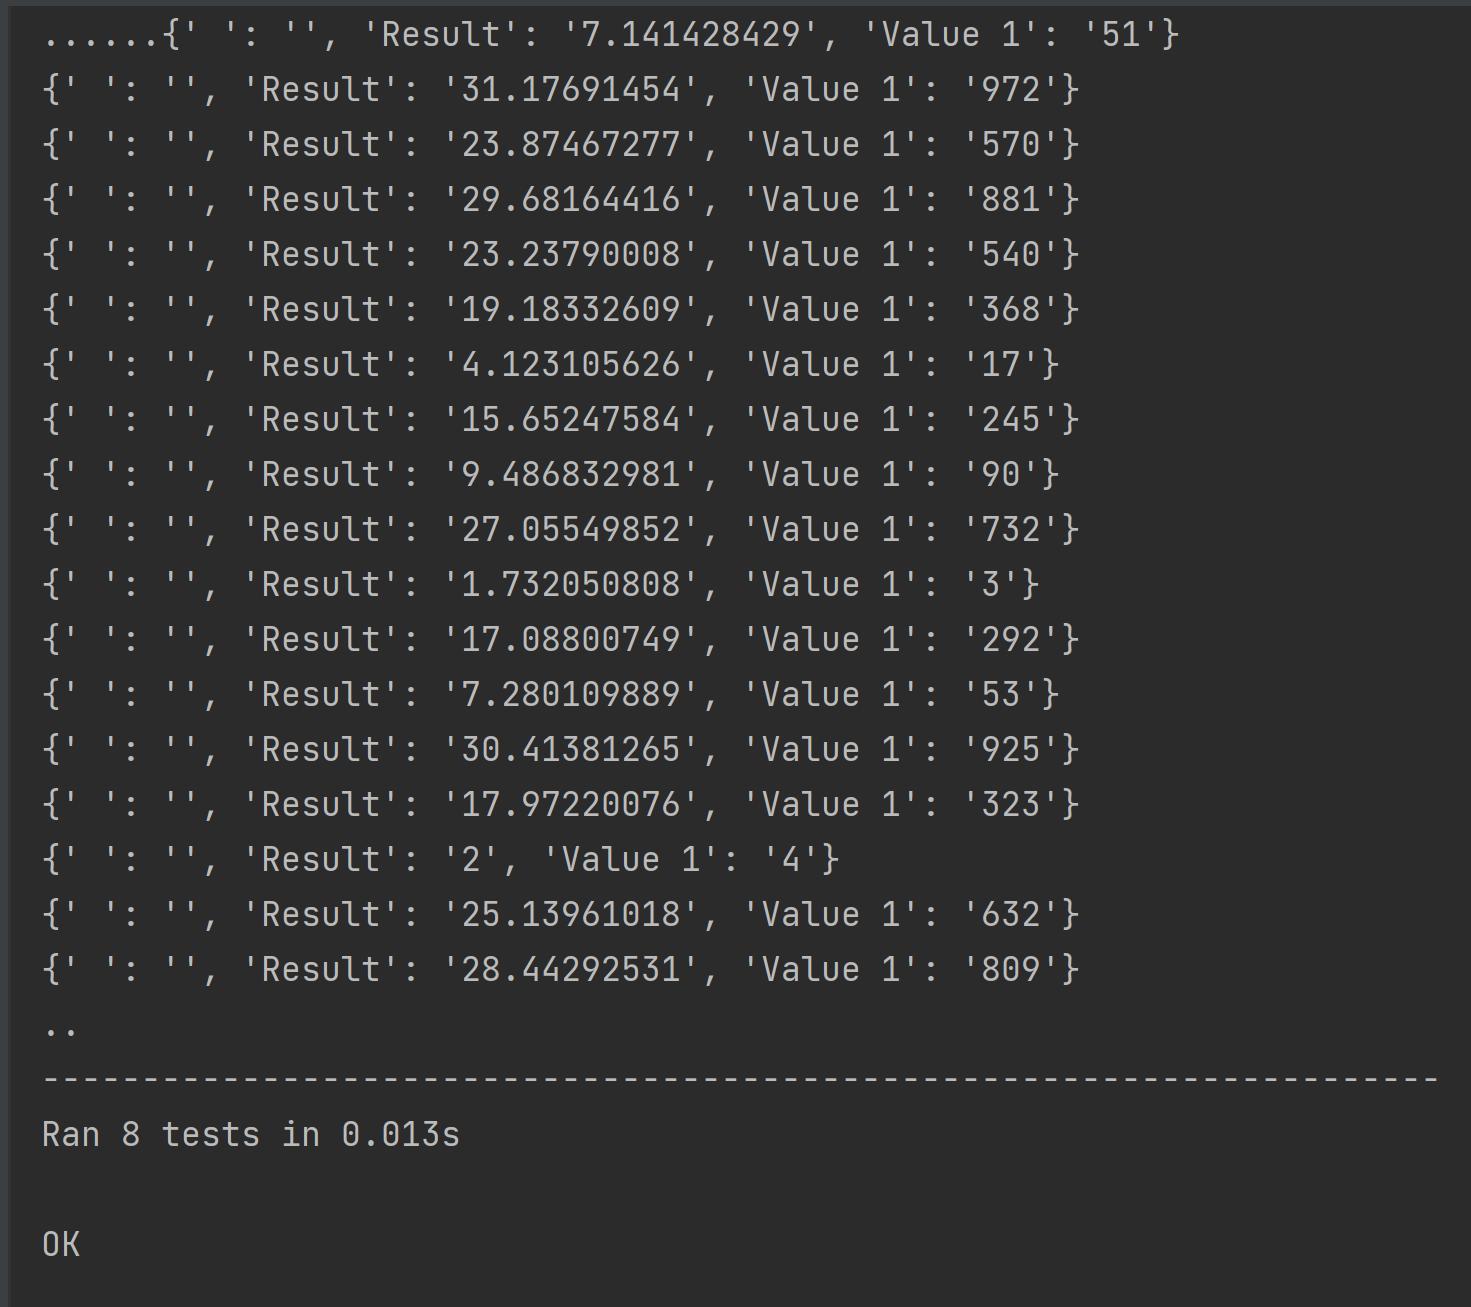 ......{' ': '', 'Result': '7.141428429', 'Value 1': '51'}
{' ': '', 'Result': '31.17691454', 'Value 1': '972'}
{' ': '', 'Result': '23.87467277', 'Value 1': '570'}
{' ': '', 'Result': '29.68164416', 'Value 1': '881'}
{' ': '', 'Result': '23.23790008', 'Value 1': '540'}
{' ': '', 'Result': '19.18332609', 'Value 1': '368'}
{' ': '', 'Result': '4.123105626', 'Value 1': '17'}
{' ': '', 'Result': '15.65247584', 'Value 1': '245'}
{' ': '', 'Result': '9.486832981', 'Value 1': '90'}
{' ': '', 'Result': '27.05549852', 'Value 1': '732'}
{' ': '', 'Result': '1.732050808', 'Value 1': '3'}
{' ': '', 'Result': '17.08800749', 'Value 1': '292'}
{' ': '', 'Result': '7.280109889', 'Value 1': '53'}
{' ': '', 'Result': '30.41381265', 'Value 1': '925'}
{' ': '', 'Result': '17.97220076', 'Value 1': '323'}
{' ': '', 'Result': '2', 'Value 1': '4'}
{' ': '', 'Result': '25.13961018', 'Value 1': '632'}
{' ': '', 'Result': '28.44292531', 'Value 1': '809'}
..
----------------------------------------------------------------------
Ran 8 tests in 0.013s
OK